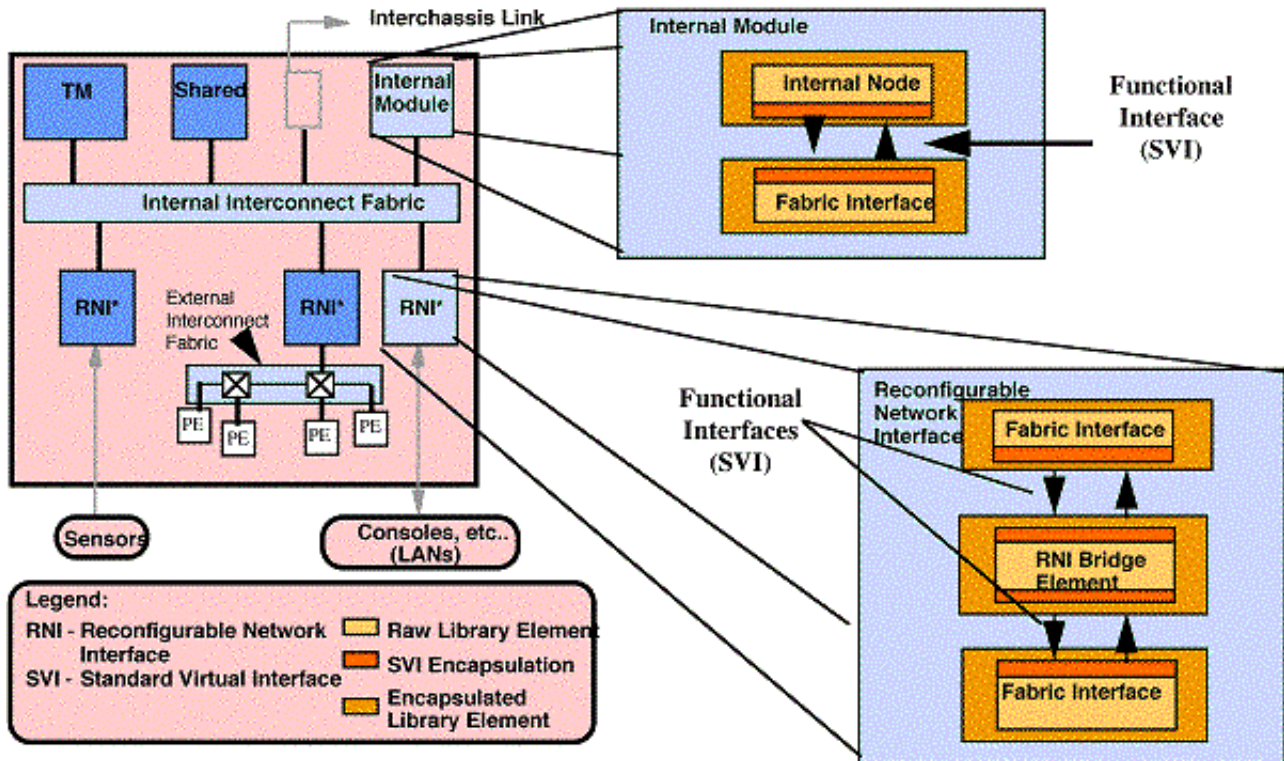 Interchassis Link
TM
Shared
Internal
Module
Internal Interconnect Fabric
RNI*
External
Interconnect
Fabric
RNI*
RNI*
PE
PE
PE
PE
Sensors
Consoles, etc..
(LANs)
Internal Module
Internal Node
Fabric Interface
Functional
Interface
(SVI)
Functional
Interfaces
(SVI)
Reconfigurable
Network
Interface
Fabric Interface
RNI Bridge
Element
Fabric Interface
Legend:
RNI - Reconfigurable Network
Interface
SVI - Standard Virtual Interface
Raw Library Element
SVI Encapsulation
Encapsulated
Library Element